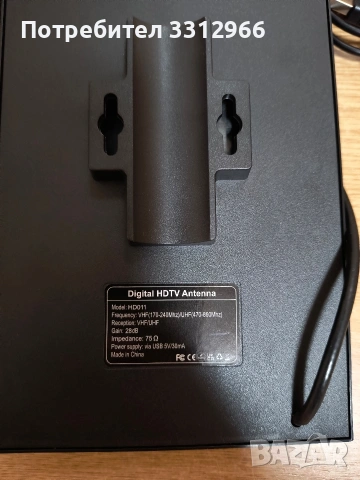 Потребител 3312966
Digital HDTV Antenna
Model: HD011
Frequency: VHF(170-240Mhz)/UHF(470-860Mhz)
Reception: VHF/UHF
Gain: 28dB
Impedance: 75 Ω
Power supply: via USB 5V/30mA
Made in China
BAZAR